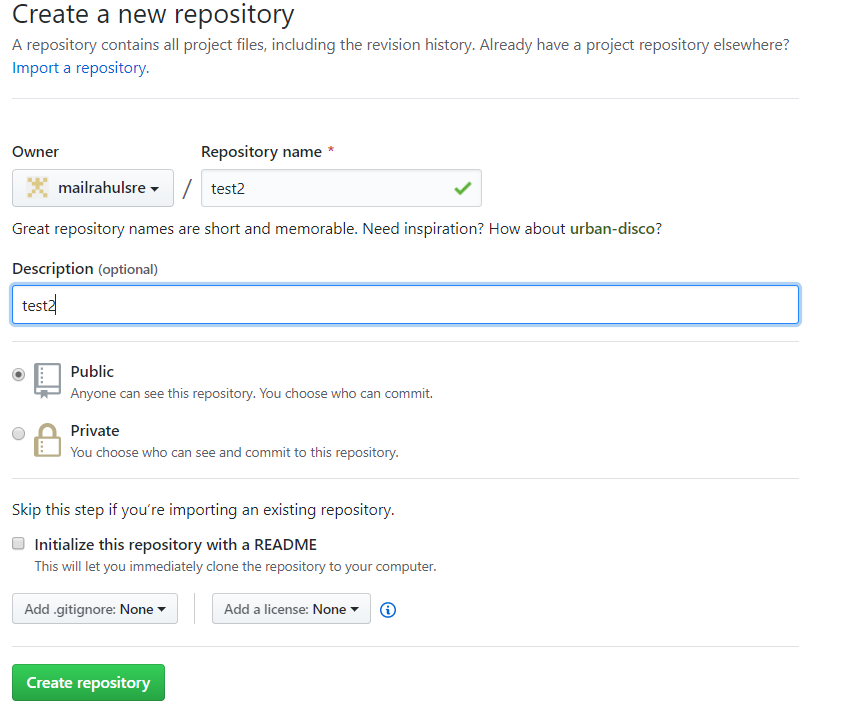 Create a new repository
A repository contains all project files, including the revision history. Already have a project repository elsewhere?
Import a repository.
Owner Repository name *
mailrahulsre / test2
Great repository names are short and memorable. Need inspiration? How about urban-disco?
Description (optional)
test2
Public
Anyone can see this repository. You choose who can commit.
Private
You choose who can see and commit to this repository.
Skip this step if you’re importing an existing repository.
Initialize this repository with a README
This will let you immediately clone the repository to your computer.
Add .gitignore: None Add a license: None
Create repository